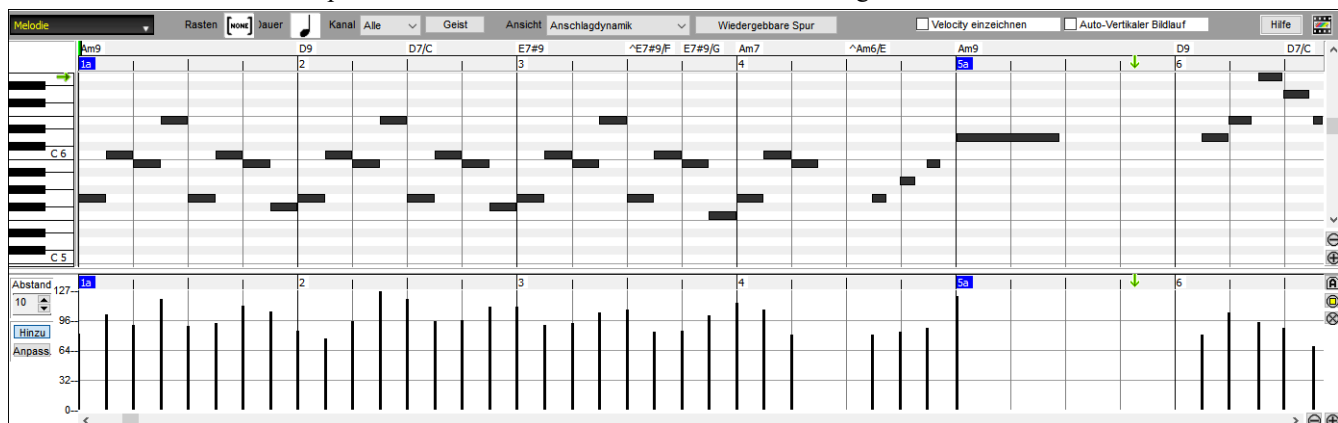 Melodie Rasten [NONE] Dauer Kanal Alle Geist Ansicht Anschlagdynamik Wiedergebbare Spur Velocity einzeichnen Auto-Vertikaler Bildlauf Hilfe
Am9 D9 D7/C E7#9 ^E7#9/F E7#9/G Am7 ^Am6/E Am9 D9 D7/C
1a 2 3 4 5a 6
C 6
C 5
Abstand 127 1a 2 3 4 5a 6
10
96
Hinzu
Anpass. 64
32
0